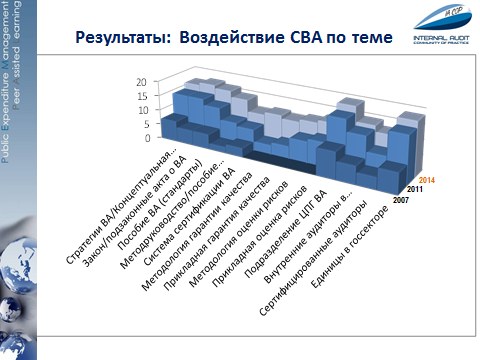 Public Expenditure Management
Peer Assisted Learning
IA COP
INTERNAL AUDIT
COMMUNITY OF PRACTICE
Результаты: Воздействие СВА по теме
20
15
10
5
0
Стратегии ВА/Концептуальная...
Закон/подзаконные акта о ВА
Пособие ВА (стандарты)
Методруководство/пособие...
Система сертификации ВА
Методология гарантии качества
Прикладная гарантия качества
Методология оценки рисков
Прикладная оценка рисков
Подразделение ЦПГ ВА
Внутренние аудиторы в...
Сертифицированные аудиторы
Единицы в госсекторе
2007
2011
2014